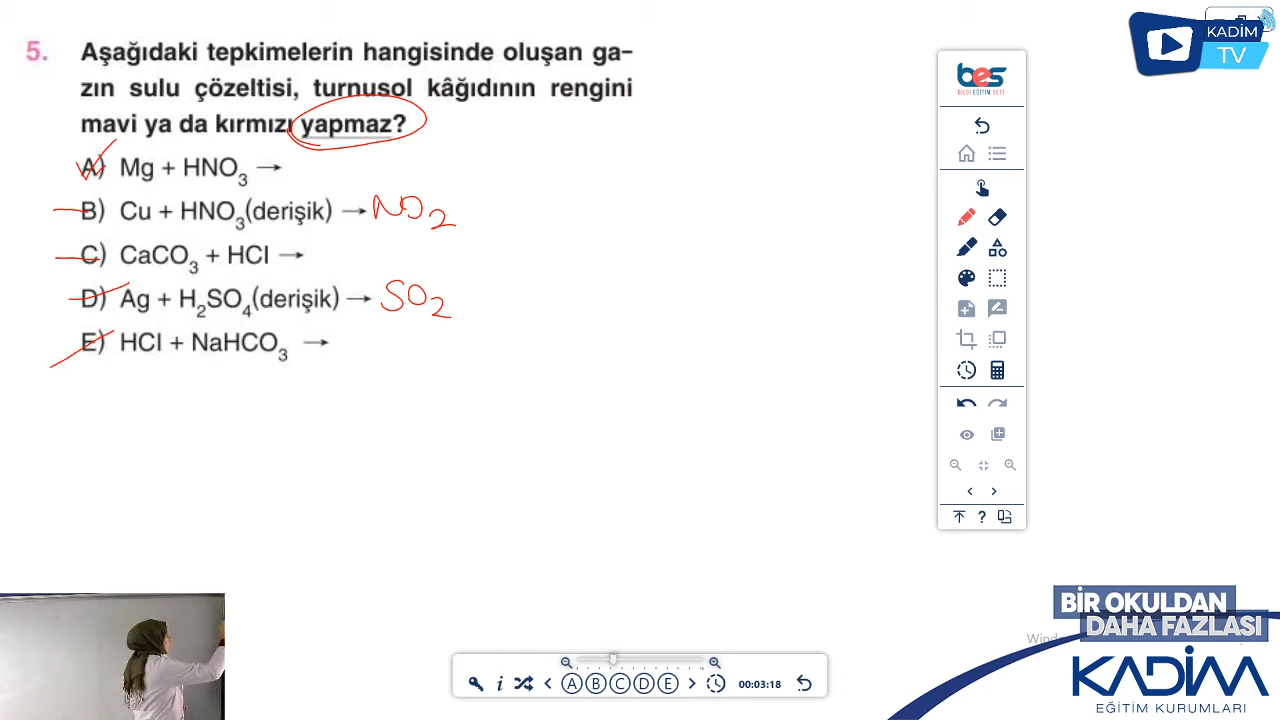 5. Aşağıdaki tepkimelerin hangisinde oluşan ga-
zın sulu çözeltisi, turnusol kâğıdının rengini
mavi ya da kırmızı yapmaz?
A) Mg + HNO₃ →
B) Cu + HNO₃(derişik) → NO₂
C) CaCO₃ + HCl →
D) Ag + H₂SO₄(derişik) → SO₂
E) HCl + NaHCO₃ →
KADİM
TV
bes
BİLGİ EĞİTİM SETİ
?
i
A B C D E
00:03:18
BİR OKULDAN
DAHA FAZLASI
KADİM
EĞİTİM KURUMLARI